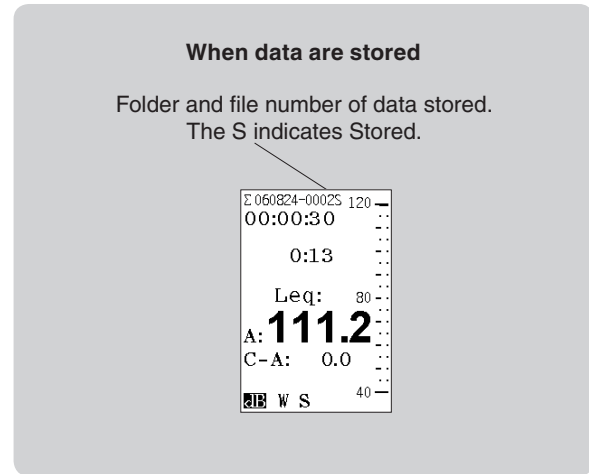 When data are stored
Folder and file number of data stored.
The S indicates Stored.
Σ 060824-0002S 120
00:00:30
0:13
Leq: 80
A: 111.2
C-A: 0.0
dB W S 40